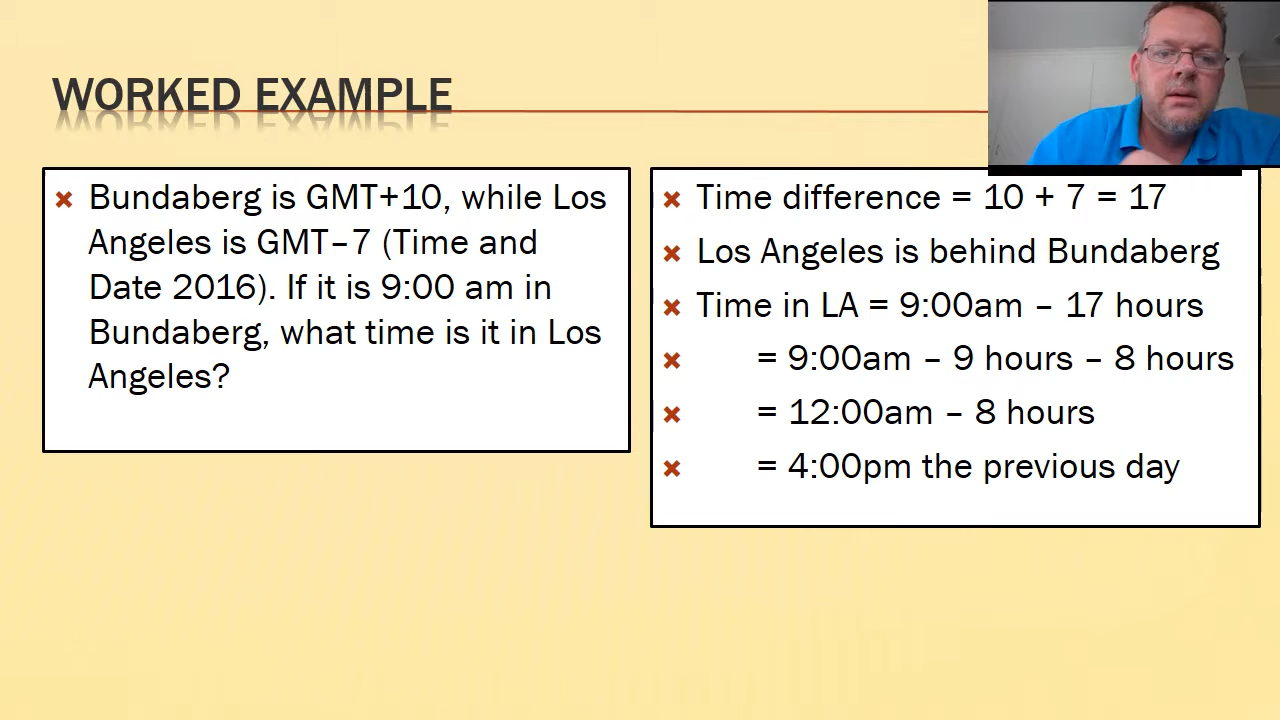 WORKED EXAMPLE
Bundaberg is GMT+10, while Los
Angeles is GMT–7 (Time and
Date 2016). If it is 9:00 am in
Bundaberg, what time is it in Los
Angeles?
Time difference = 10 + 7 = 17
Los Angeles is behind Bundaberg
Time in LA = 9:00am – 17 hours
= 9:00am – 9 hours – 8 hours
= 12:00am – 8 hours
= 4:00pm the previous day